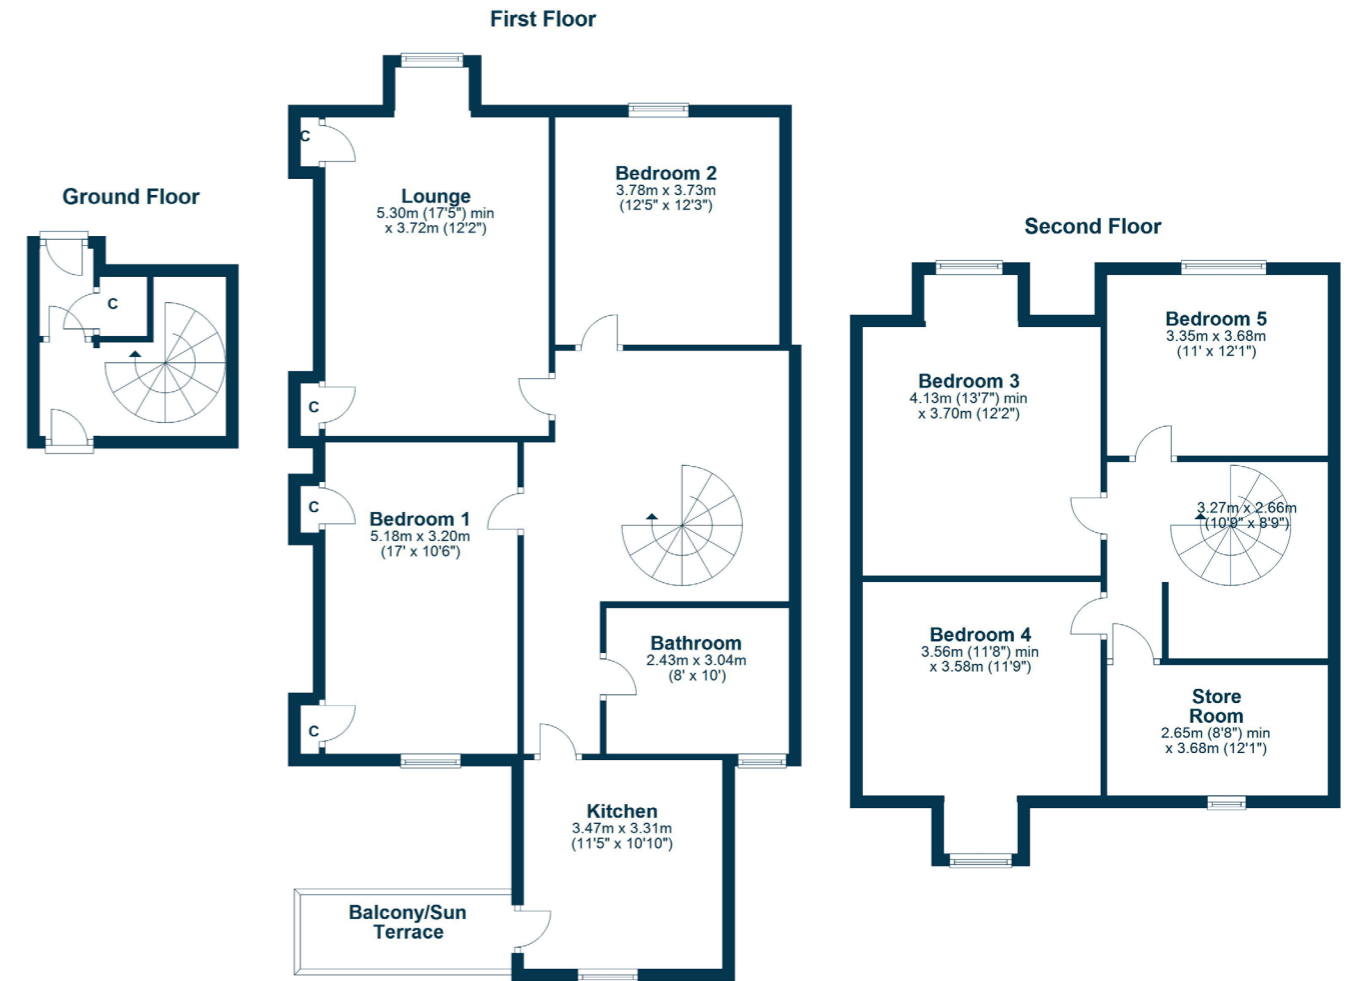 First Floor
Ground Floor
C
C
Lounge
5.30m (17'5") min
x 3.72m (12'2")
C
Bedroom 2
3.78m x 3.73m
(12'5" x 12'3")
C
Bedroom 1
5.18m x 3.20m
(17' x 10'6")
C
Bathroom
2.43m x 3.04m
(8' x 10')
Kitchen
3.47m x 3.31m
(11'5" x 10'10")
Balcony/Sun
Terrace
Second Floor
Bedroom 3
4.13m (13'7") min
x 3.70m (12'2")
Bedroom 5
3.35m x 3.68m
(11' x 12'1")
3.27m x 2.66m
(10'9" x 8'9")
Bedroom 4
3.56m (11'8") min
x 3.58m (11'9")
Store
Room
2.65m (8'8") min
x 3.68m (12'1")